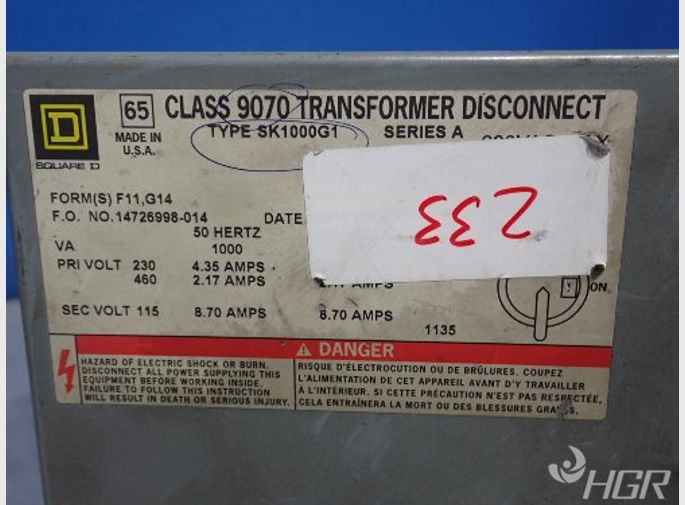 65 CLASS 9070 TRANSFORMER DISCONNECT
MADE IN U.S.A.
TYPE SK1000G1 SERIES A
D
SQUARE D
FORM(S) F11,G14
F.O. NO.14726998-014 DATE
50 HERTZ
VA 1000
PRI VOLT 230 4.35 AMPS
460 2.17 AMPS
SEC VOLT 115 8.70 AMPS 8.70 AMPS
233
ON
1135
DANGER
HAZARD OF ELECTRIC SHOCK OR BURN.
DISCONNECT ALL POWER SUPPLYING THIS
EQUIPMENT BEFORE WORKING INSIDE.
FAILURE TO FOLLOW THIS INSTRUCTION
WILL RESULT IN DEATH OR SERIOUS INJURY.
RISQUE D'ÉLECTROCUTION OU DE BRÛLURES. COUPEZ
L'ALIMENTATION DE CET APPAREIL AVANT D'Y TRAVAILLER
A L'INTÉRIEUR. SI CETTE PRÉCAUTION N'EST PAS RESPECTÉE,
CELA ENTRAÎNERA LA MORT OU DES BLESSURES
HGR